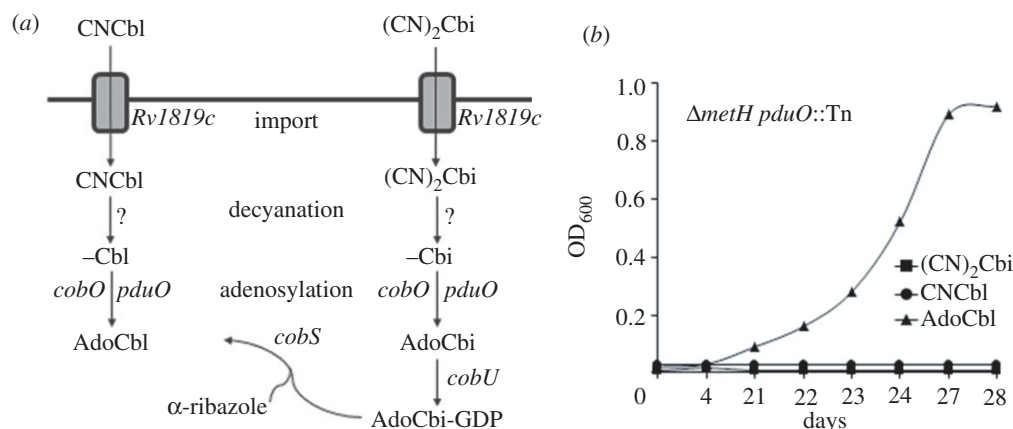 (a)
CNCbl (CN)₂Cbi
Rv1819c import Rv1819c
CNCbl (CN)₂Cbi
? decyanation ?
–Cbl –Cbi
cobO pduO adenosylation cobO pduO
AdoCbl cobS AdoCbi
cobU
α-ribazole
AdoCbi-GDP
(b)
ΔmetH pduO::Tn
OD₆₀₀
1.0
0.8
0.6
0.4
0.2
0 4 21 22 23 24 27 28
days
(CN)₂Cbi
CNCbl
AdoCbl